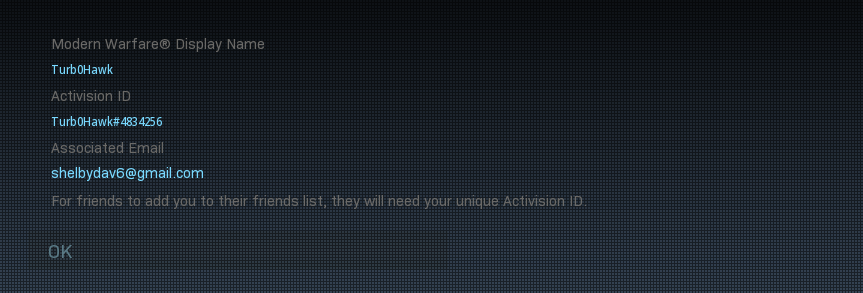 Modern Warfare® Display Name
Turb0Hawk
Activision ID
Turb0Hawk#4834256
Associated Email
shelbydav6@gmail.com
For friends to add you to their friends list, they will need your unique Activision ID
OK